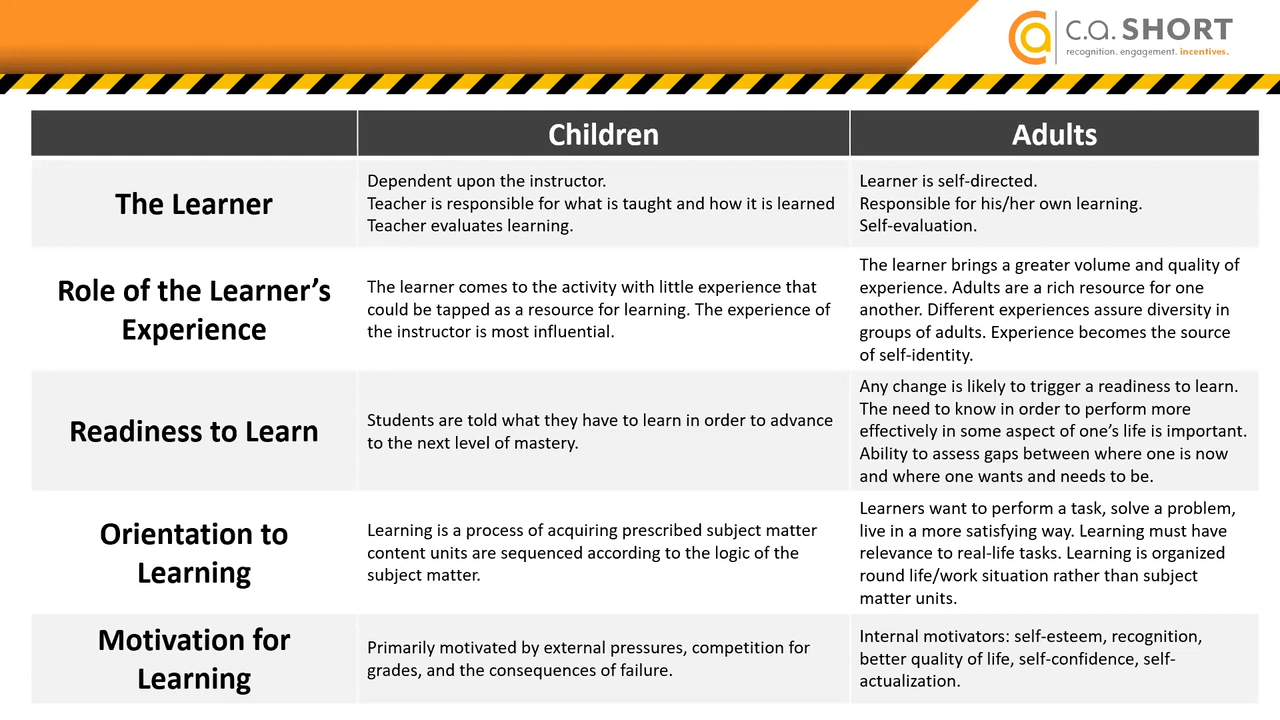 c.a. SHORT
recognition. engagement. incentives.
Children
Adults
The Learner
Dependent upon the instructor.
Teacher is responsible for what is taught and how it is learned
Teacher evaluates learning.
Learner is self-directed.
Responsible for his/her own learning.
Self-evaluation.
Role of the Learner’s
Experience
The learner comes to the activity with little experience that
could be tapped as a resource for learning. The experience of
the instructor is most influential.
The learner brings a greater volume and quality of
experience. Adults are a rich resource for one
another. Different experiences assure diversity in
groups of adults. Experience becomes the source
of self-identity.
Readiness to Learn
Students are told what they have to learn in order to advance
to the next level of mastery.
Any change is likely to trigger a readiness to learn.
The need to know in order to perform more
effectively in some aspect of one’s life is important.
Ability to assess gaps between where one is now
and where one wants and needs to be.
Orientation to
Learning
Learning is a process of acquiring prescribed subject matter
content units are sequenced according to the logic of the
subject matter.
Learners want to perform a task, solve a problem,
live in a more satisfying way. Learning must have
relevance to real-life tasks. Learning is organized
round life/work situation rather than subject
matter units.
Motivation for
Learning
Primarily motivated by external pressures, competition for
grades, and the consequences of failure.
Internal motivators: self-esteem, recognition,
better quality of life, self-confidence, self-
actualization.